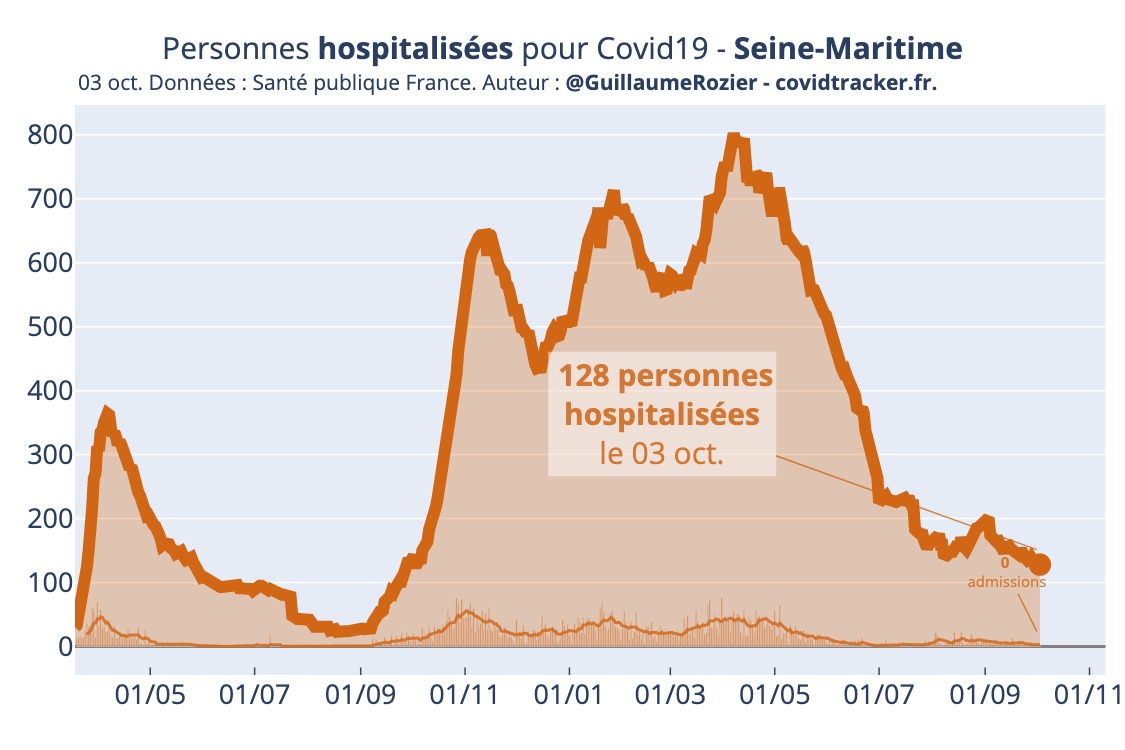 Personnes hospitalisées pour Covid19 - Seine-Maritime
03 oct. Données : Santé publique France. Auteur : @GuillaumeRozier - covidtracker.fr.
800
700
600
500
400
300
200
100
0
128 personnes
hospitalisées
le 03 oct.
0
admissions
01/05 01/07 01/09 01/11 01/01 01/03 01/05 01/07 01/09 01/11